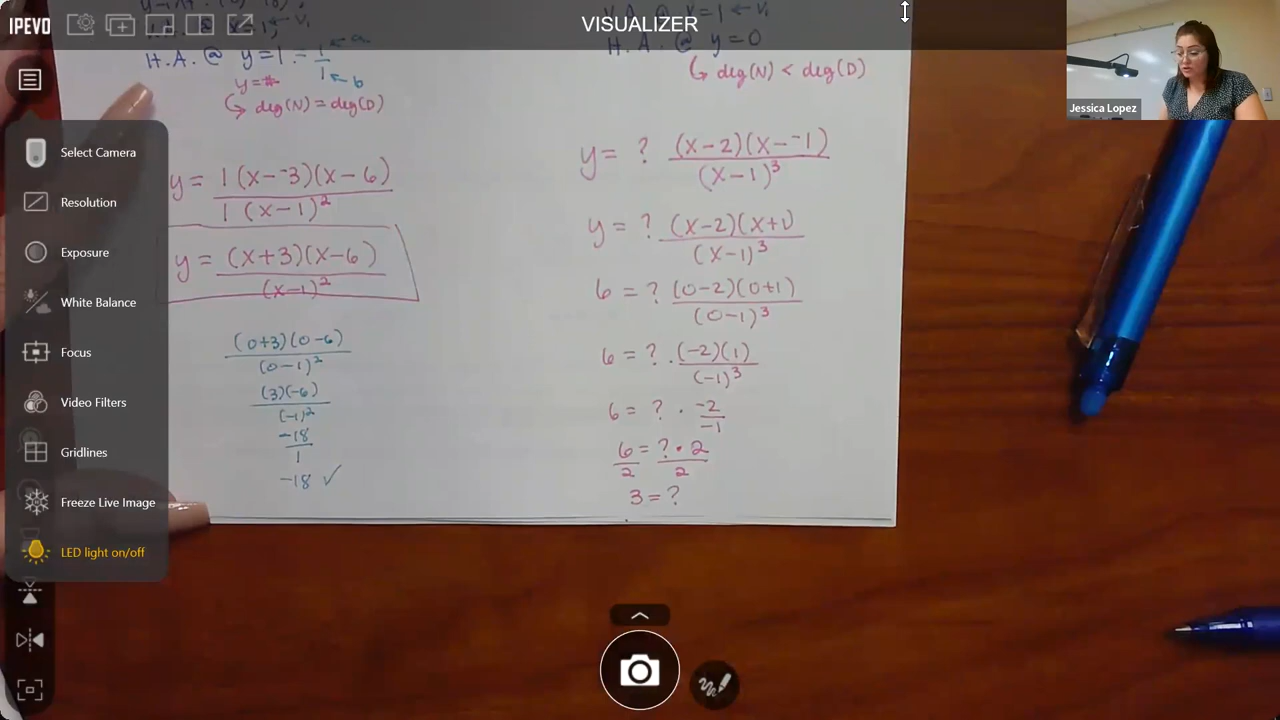 IPEVO
VISUALIZER
Jessica Lopez
Select Camera
Resolution
Exposure
White Balance
Focus
Video Filters
Gridlines
Freeze Live Image
LED light on/off
H.A. @ y=1 = 1/1 ← b
y=#
↳ deg(N) = deg(D)
y = 1(x--3)(x-6) / 1(x-1)²
y = (x+3)(x-6) / (x-1)²
(0+3)(0-6) / (0-1)²
(3)(-6) / (-1)²
-18 / 1
-18 ✓
H.A. @ y=0
↳ deg(N) < deg(D)
y = ? (x-2)(x--1) / (x-1)³
y = ? (x-2)(x+1) / (x-1)³
6 = ? (0-2)(0+1) / (0-1)³
6 = ? · (-2)(1) / (-1)³
6 = ? · -2 / -1
6/2 = ? · 2 / 2
3 = ?